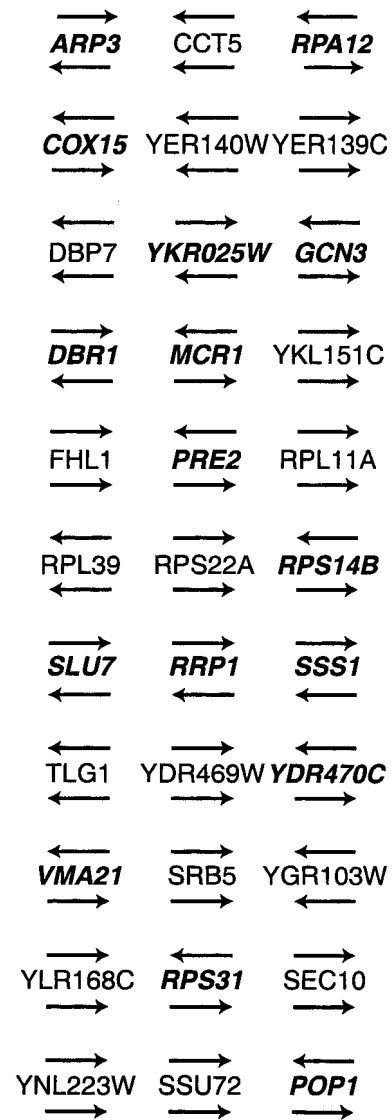 ARP3 CCT5 RPA12
COX15 YER140W YER139C
DBP7 YKR025W GCN3
DBR1 MCR1 YKL151C
FHL1 PRE2 RPL11A
RPL39 RPS22A RPS14B
SLU7 RRP1 SSS1
TLG1 YDR469W YDR470C
VMA21 SRB5 YGR103W
YLR168C RPS31 SEC10
YNL223W SSU72 POP1